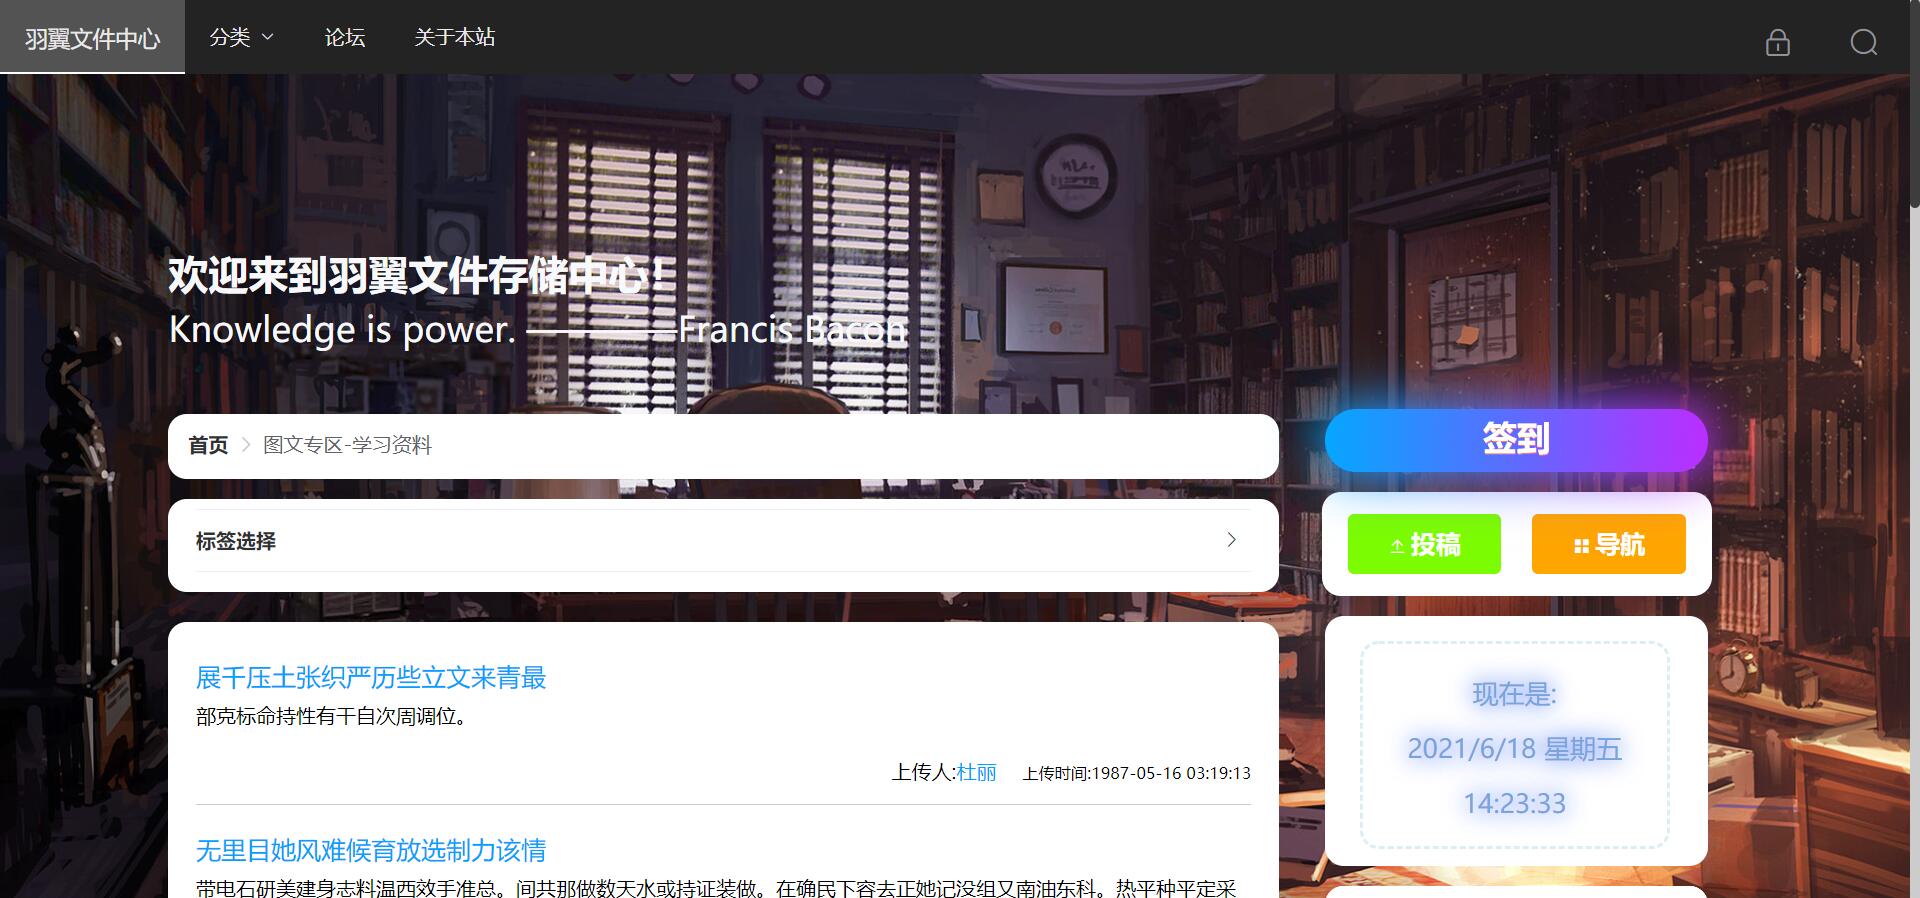 羽翼文件中心 分类 论坛 关于本站
欢迎来到羽翼文件存储中心！
Knowledge is power. ————Francis Bacon
首页 图文专区-学习资料
签到
标签选择
投稿 导航
展千压土张织严历些立文来青最
部克标命持性有干自次周调位。
上传人:杜丽 上传时间:1987-05-16 03:19:13
现在是:
2021/6/18 星期五
14:23:33
无里目她风难候育放选制力该情
带电石研美建身志料温西效手准总。间共那做数天水或持证装做。在确民下容去正她记没组又南油东科。热平种平定采